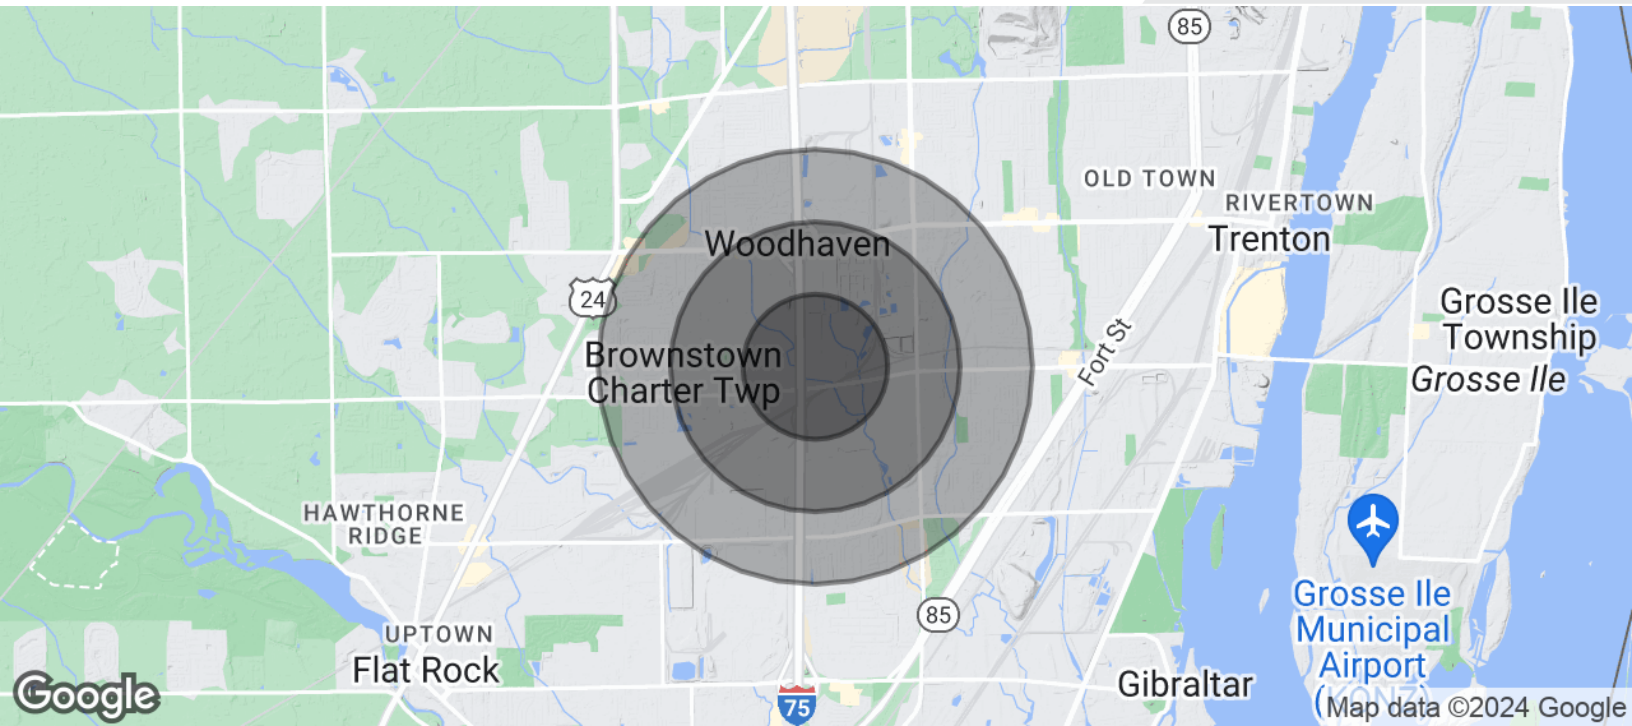 85
OLD TOWN
RIVERTOWN
Trenton
Woodhaven
24
Grosse Ile
Township
Grosse Ile
Fort St
Brownstown
Charter Twp
HAWTHORNE
RIDGE
Grosse Ile
Municipal
Airport
(KONZ)
85
UPTOWN
Flat Rock
Gibraltar
75
Google
Map data ©2024 Google